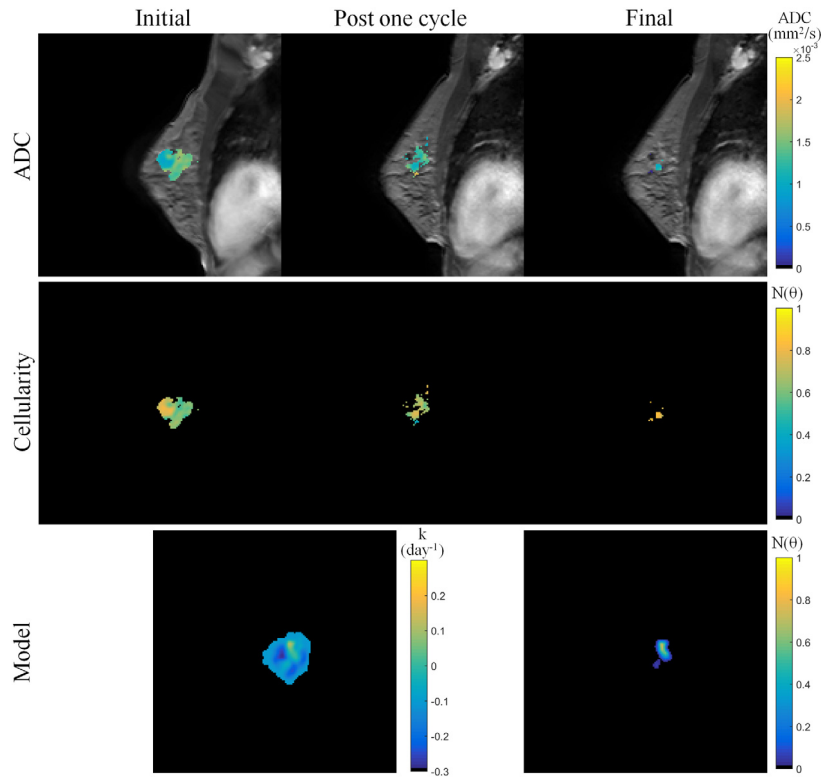 Initial
Post one cycle
Final
ADC
(mm²/s)
×10⁻³
2.5
2
1.5
1
0.5
0
ADC
N(θ)
1
0.8
0.6
0.4
0.2
0
Cellularity
k
(day⁻¹)
0.2
0.1
0
-0.1
-0.2
-0.3
N(θ)
1
0.8
0.6
0.4
0.2
0
Model